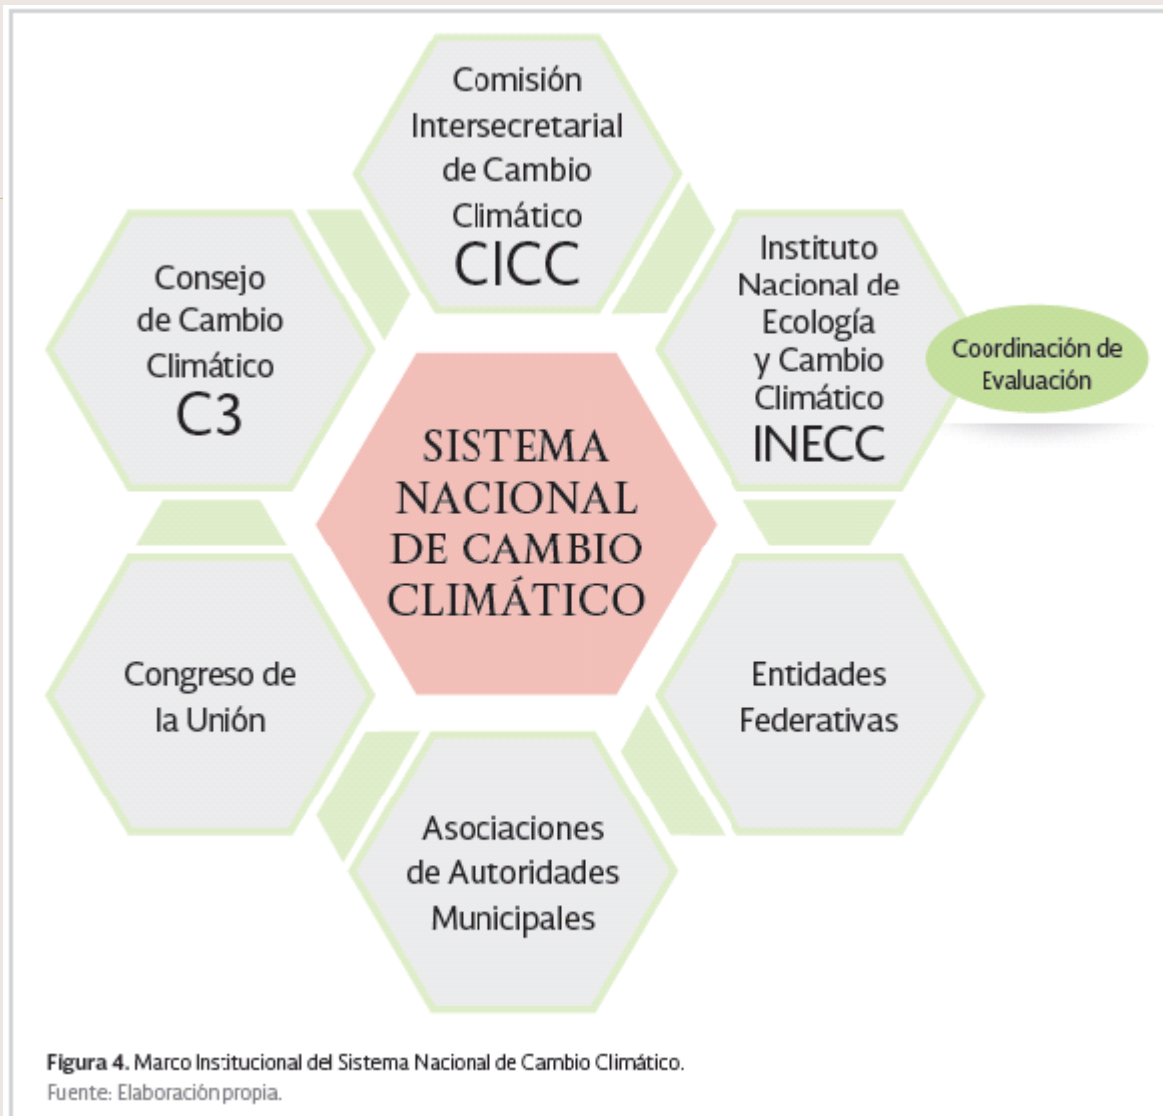 Comisión
Intersecretarial
de Cambio
Climático
CICC
Instituto
Nacional de
Ecología
y Cambio
Climático
INECC
Coordinación de
Evaluación
Consejo
de Cambio
Climático
C3
SISTEMA
NACIONAL
DE CAMBIO
CLIMÁTICO
Congreso de
la Unión
Entidades
Federativas
Asociaciones
de Autoridades
Municipales
Figura 4. Marco Institucional del Sistema Nacional de Cambio Climático.
Fuente: Elaboración propia.